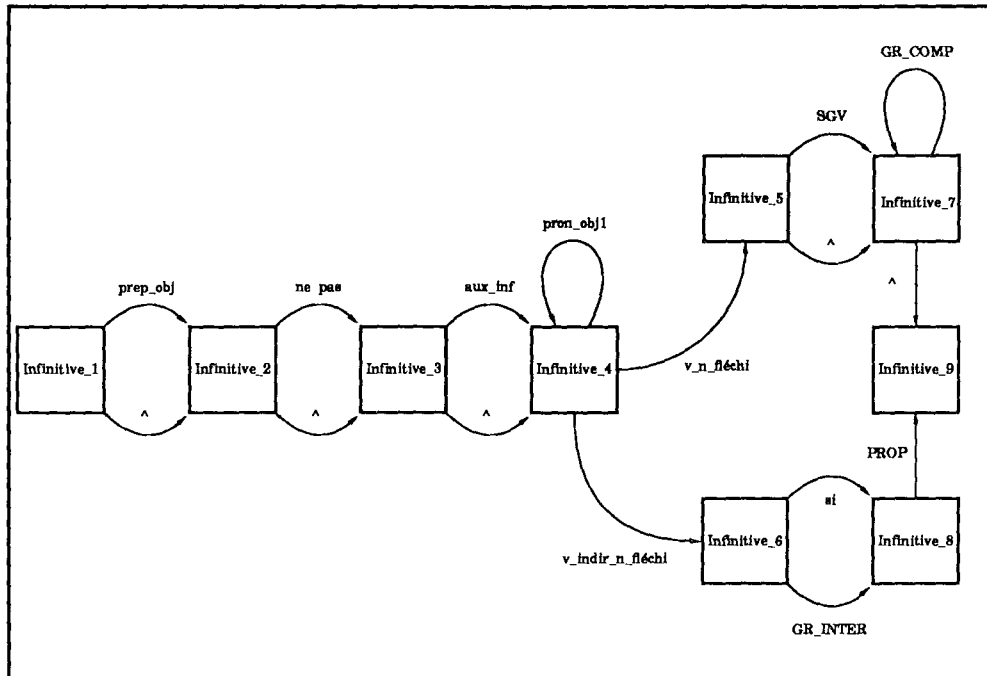 GR_COMP
SGV
Infinitive_5
Infinitive_7
^
pron_obj1
^
prep_obj
ne pas
aux_inf
Infinitive_1
Infinitive_2
Infinitive_3
Infinitive_4
Infinitive_9
v_n_fléchi
^
^
^
PROP
si
Infinitive_6
Infinitive_8
v_indir_n_fléchi
GR_INTER